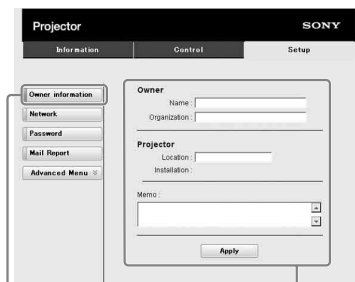 Projector
SONY
Information Control Setup
Owner information
Network
Password
Mail Report
Advanced Menu
Owner
Name :
Organization :
Projector
Location :
Installation :
Memo :
Apply